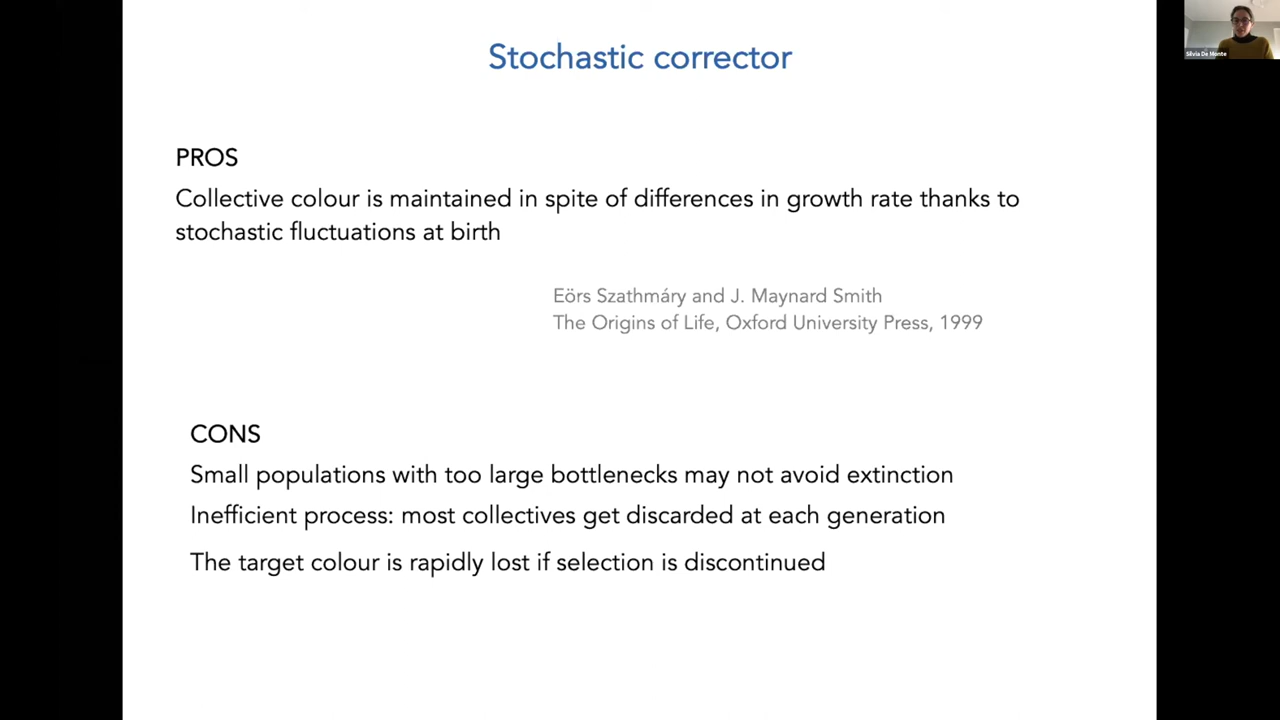 Stochastic corrector
Silvia De Monte
PROS
Collective colour is maintained in spite of differences in growth rate thanks to
stochastic fluctuations at birth
Eörs Szathmáry and J. Maynard Smith
The Origins of Life, Oxford University Press, 1999
CONS
Small populations with too large bottlenecks may not avoid extinction
Inefficient process: most collectives get discarded at each generation
The target colour is rapidly lost if selection is discontinued